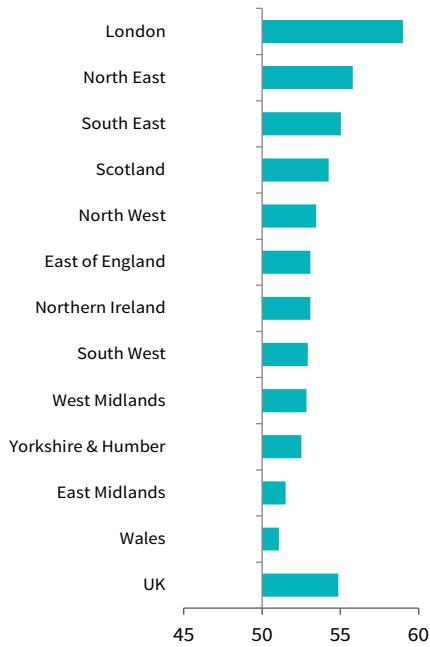 London
North East
South East
Scotland
North West
East of England
Northern Ireland
South West
West Midlands
Yorkshire & Humber
East Midlands
Wales
UK
45 50 55 60